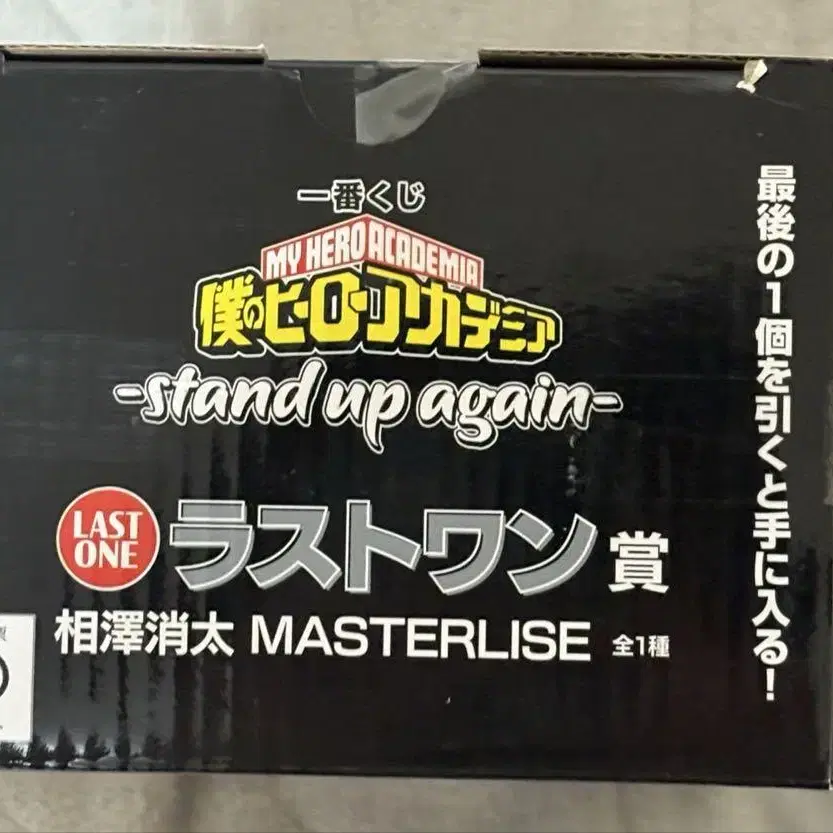 一番くじ
MY HERO ACADEMIA
僕のヒーローアカデミア
-stand up again-
LAST
ONE
ラストワン賞
相澤消太 MASTERLISE 全1種
最後の1個を引くと手に入る!